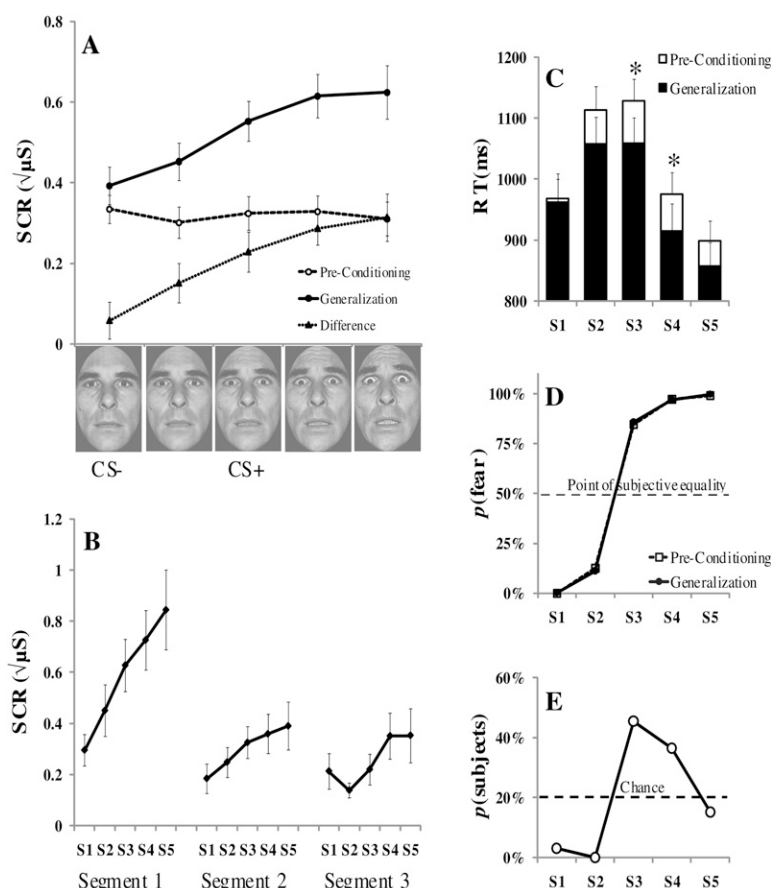 A
0.8
0.6
0.4
0.2
0
SCR (√µS)
Pre-Conditioning
Generalization
Difference
CS-
CS+
B
1.2
1
0.8
0.6
0.4
0.2
0
SCR (√µS)
S1 S2 S3 S4 S5
S1 S2 S3 S4 S5
S1 S2 S3 S4 S5
Segment 1
Segment 2
Segment 3
C
1200
1100
1000
900
800
RT(ms)
Pre-Conditioning
Generalization
*
*
S1 S2 S3 S4 S5
D
100%
75%
50%
25%
0%
p(fear)
Point of subjective equality
Pre-Conditioning
Generalization
S1 S2 S3 S4 S5
E
60%
40%
20%
0%
p(subjects)
Chance
S1 S2 S3 S4 S5